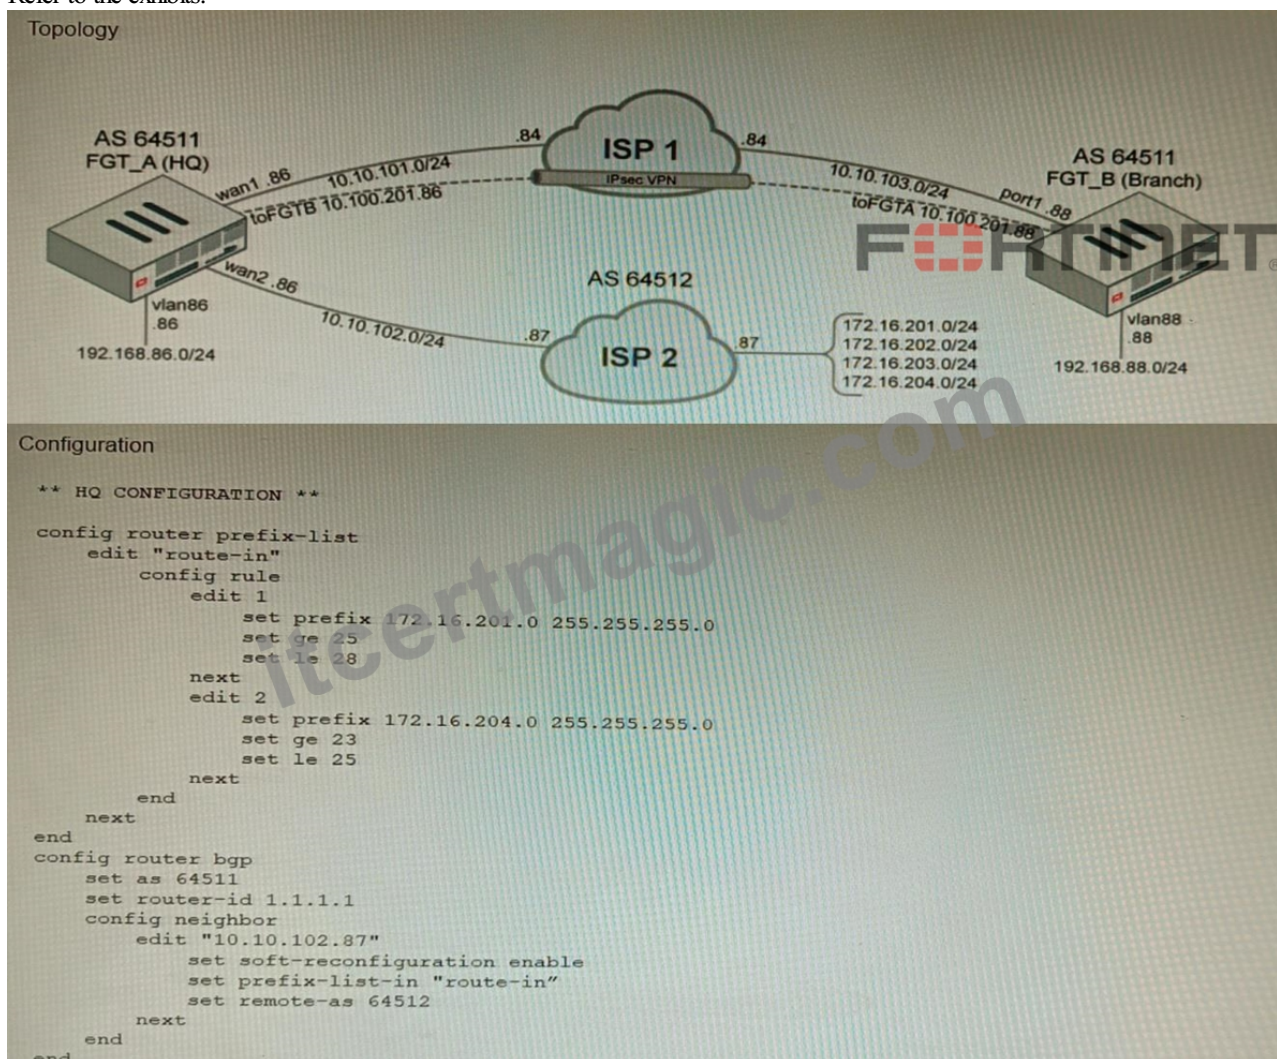 Refer to the exhibits.
Topology
AS 64511
FGT_A (HQ)
wan1 .86
10.10.101.0/24
.84
toFGTB 10.100.201.86
ISP 1
IPsec VPN
.84
10.10.103.0/24
port1 .88
toFGTA 10.100.201.88
AS 64511
FGT_B (Branch)
FORTINET
vlan86
.86
192.168.86.0/24
wan2 .86
10.10.102.0/24
.87
AS 64512
ISP 2
.87
172.16.201.0/24
172.16.202.0/24
172.16.203.0/24
172.16.204.0/24
vlan88
.88
192.168.88.0/24
itcertmagic.com
Configuration
** HQ CONFIGURATION **
config router prefix-list
edit "route-in"
config rule
edit 1
set prefix 172.16.201.0 255.255.255.0
set ge 25
set le 28
next
edit 2
set prefix 172.16.204.0 255.255.255.0
set ge 23
set le 25
next
end
next
end
config router bgp
set as 64511
set router-id 1.1.1.1
config neighbor
edit "10.10.102.87"
set soft-reconfiguration enable
set prefix-list-in "route-in"
set remote-as 64512
next
end
end